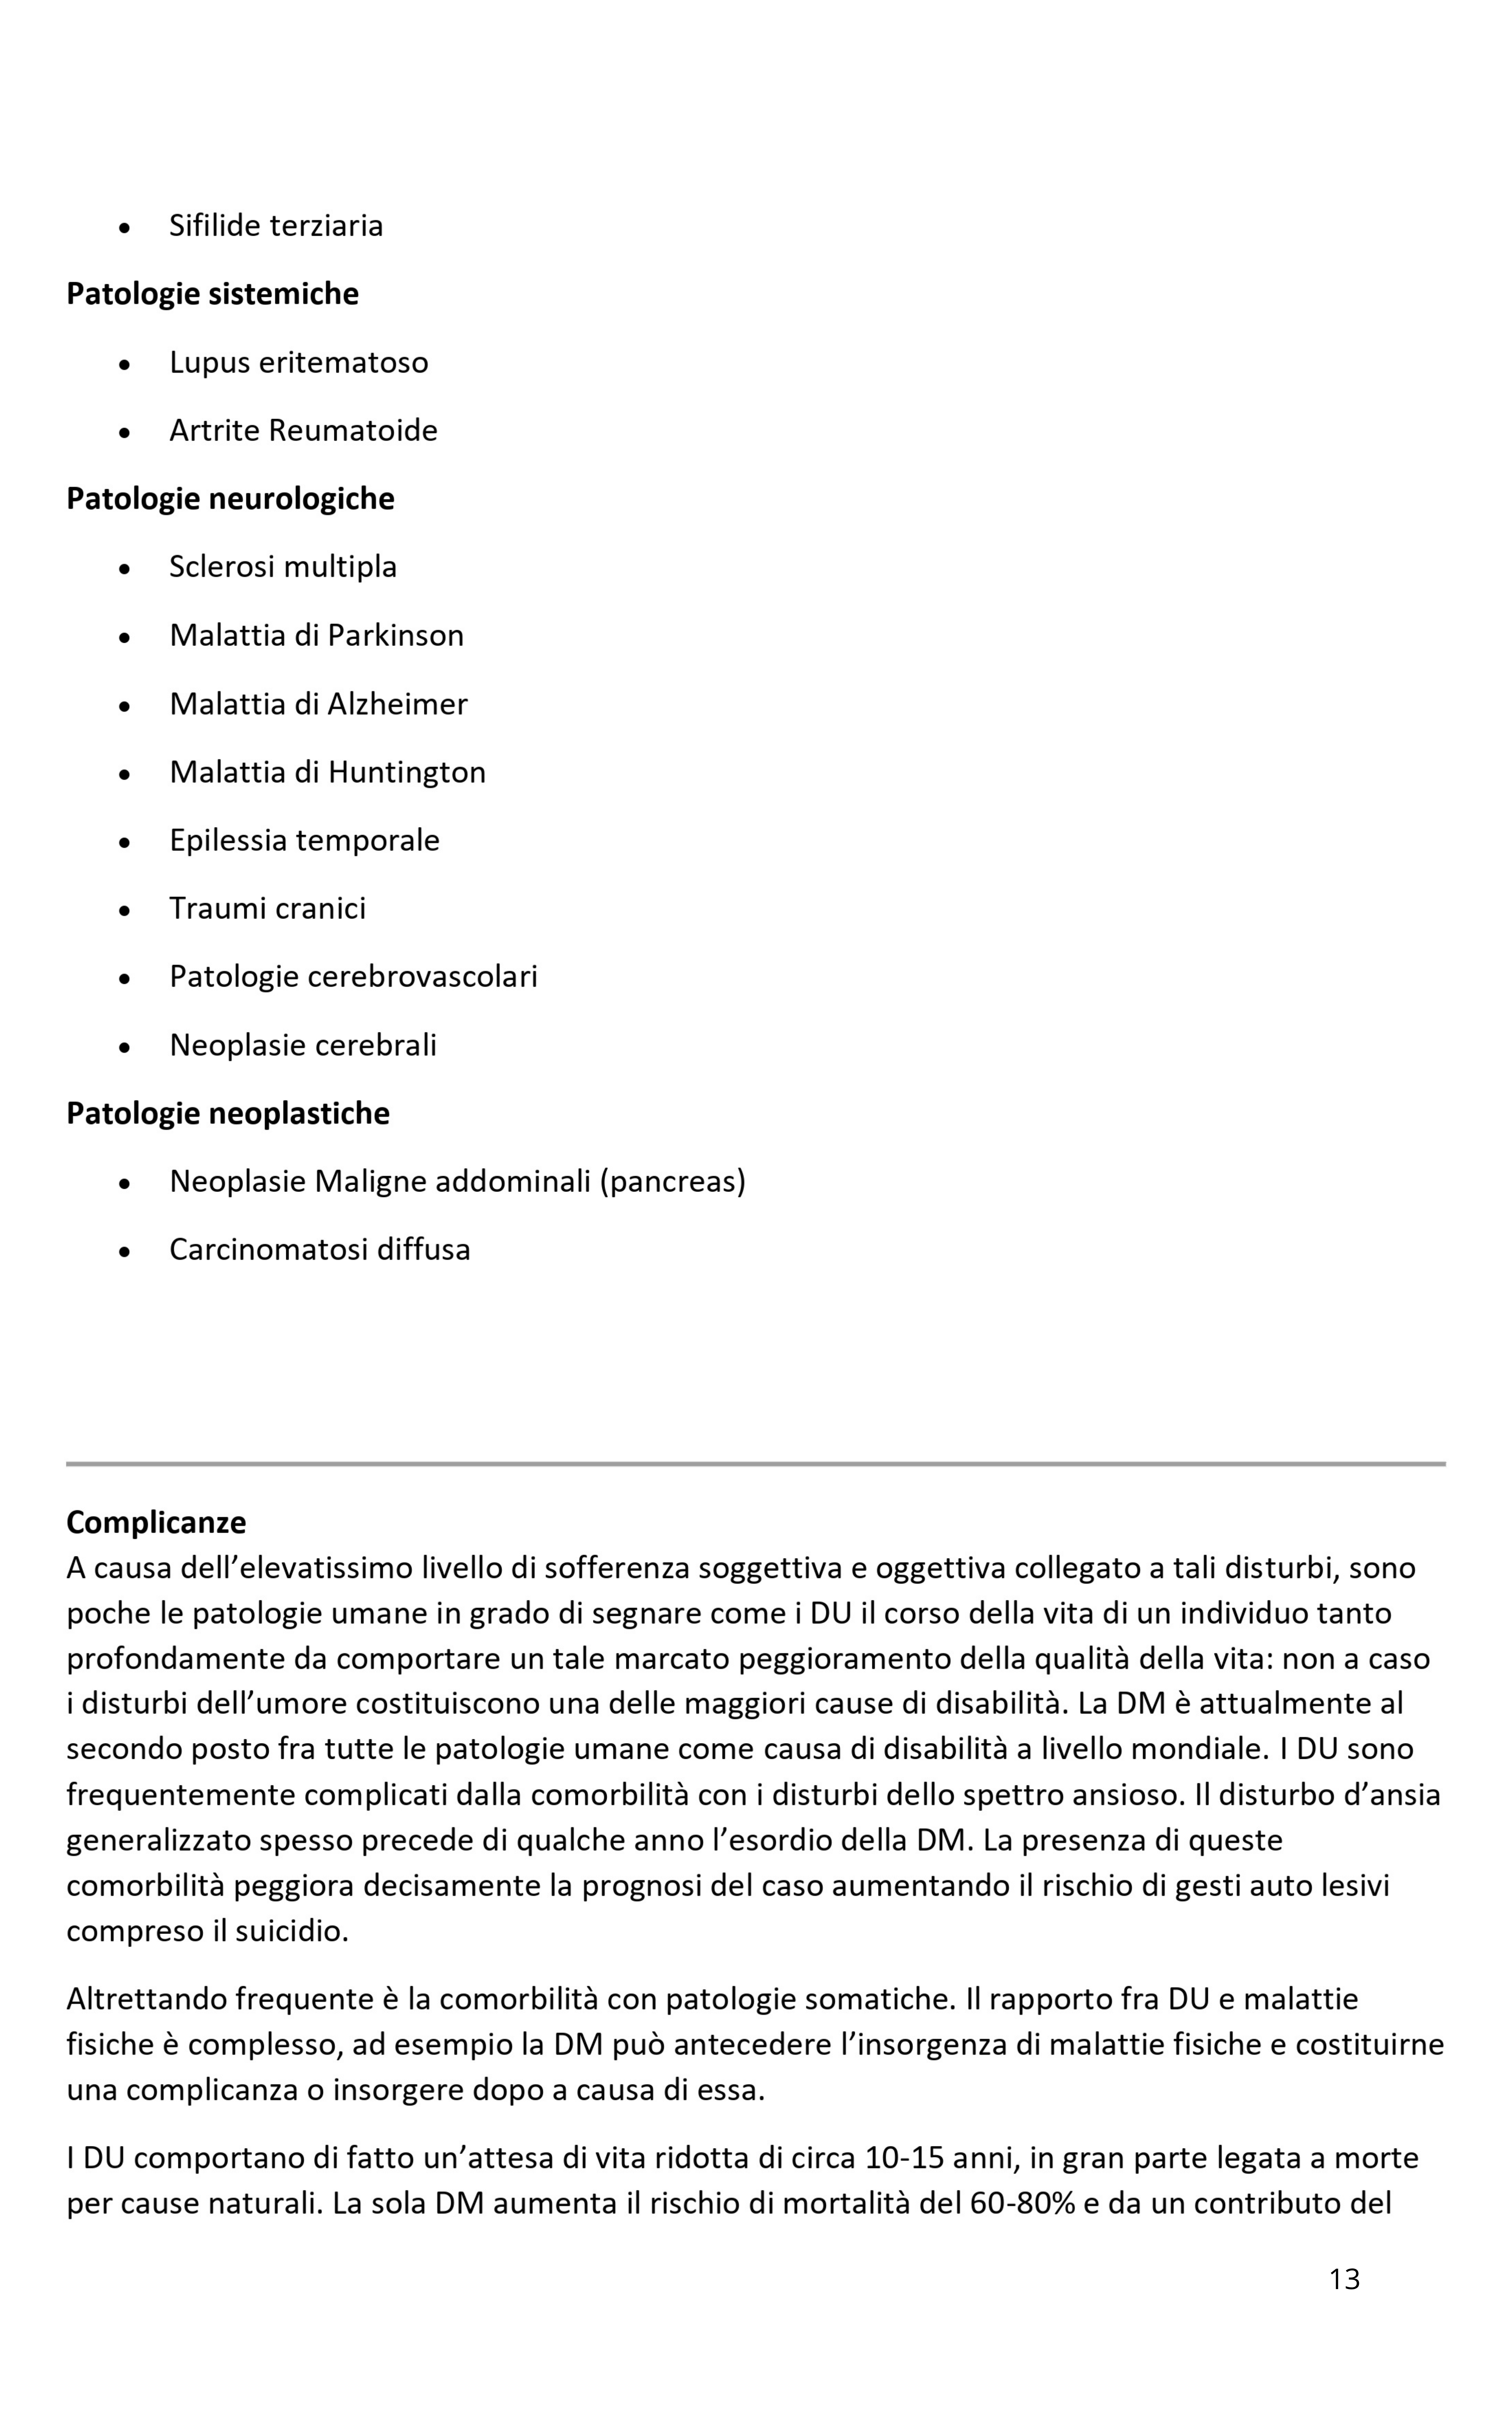 • Sifilide terziaria
Patologie sistemiche
• Lupus eritematoso
• Artrite Reumatoide
Patologie neurologiche
• Sclerosi multipla
• Malattia di Parkinson
• Malattia di Alzheimer
• Malattia di Huntington
• Epilessia temporale
• Traumi cranici
• Patologie cerebrovascolari
• Neoplasie cerebrali
Patologie neoplastiche
• Neoplasie Maligne addominali (pancreas)
• Carcinomatosi diffusa
Complicanze
A causa dell’elevatissimo livello di sofferenza soggettiva e oggettiva collegato a tali disturbi, sono
poche le patologie umane in grado di segnare come i DU il corso della vita di un individuo tanto
profondamente da comportare un tale marcato peggioramento della qualità della vita: non a caso
i disturbi dell’umore costituiscono una delle maggiori cause di disabilità. La DM è attualmente al
secondo posto fra tutte le patologie umane come causa di disabilità a livello mondiale. I DU sono
frequentemente complicati dalla comorbilità con i disturbi dello spettro ansioso. Il disturbo d’ansia
generalizzato spesso precede di qualche anno l’esordio della DM. La presenza di queste
comorbilità peggiora decisamente la prognosi del caso aumentando il rischio di gesti auto lesivi
compreso il suicidio.
Altrettando frequente è la comorbilità con patologie somatiche. Il rapporto fra DU e malattie
fisiche è complesso, ad esempio la DM può antecedere l’insorgenza di malattie fisiche e costituirne
una complicanza o insorgere dopo a causa di essa.
I DU comportano di fatto un’attesa di vita ridotta di circa 10-15 anni, in gran parte legata a morte
per cause naturali. La sola DM aumenta il rischio di mortalità del 60-80% e da un contributo del
13